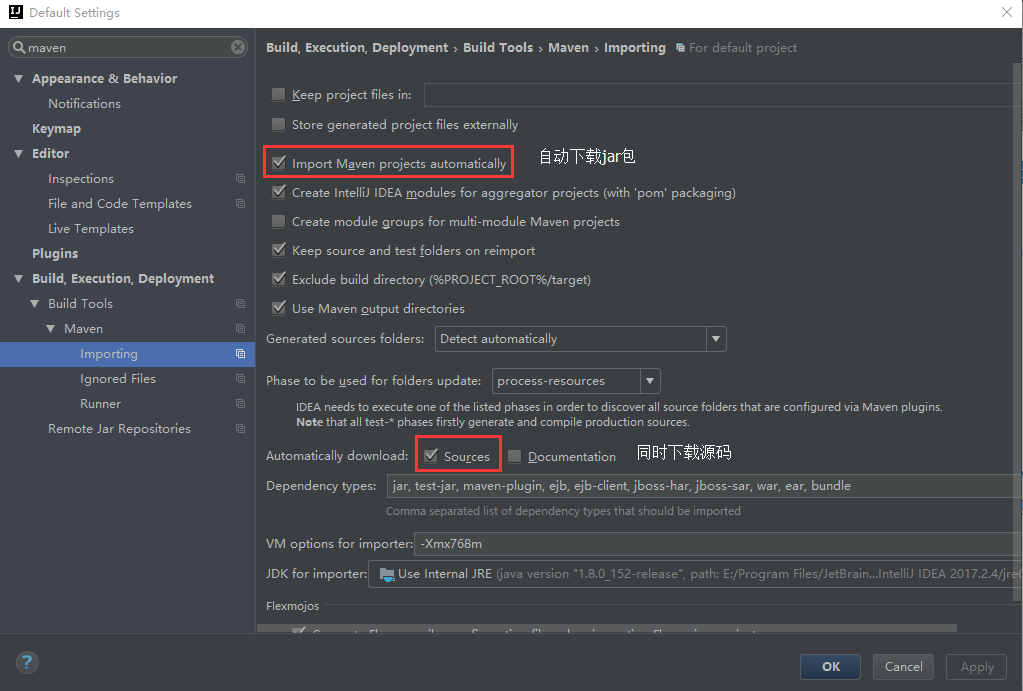 Default Settings
maven
Appearance & Behavior
Notifications
Keymap
Editor
Inspections
File and Code Templates
Live Templates
Plugins
Build, Execution, Deployment
Build Tools
Maven
Importing
Ignored Files
Runner
Remote Jar Repositories
Build, Execution, Deployment › Build Tools › Maven › Importing For default project
Keep project files in:
Store generated project files externally
Import Maven projects automatically 自动下载jar包
Create IntelliJ IDEA modules for aggregator projects (with 'pom' packaging)
Create module groups for multi-module Maven projects
Keep source and test folders on reimport
Exclude build directory (%PROJECT_ROOT%/target)
Use Maven output directories
Generated sources folders: Detect automatically
Phase to be used for folders update: process-resources
IDEA needs to execute one of the listed phases in order to discover all source folders that are configured via Maven plugins.
Note that all test-* phases firstly generate and compile production sources.
Automatically download: Sources Documentation 同时下载源码
Dependency types: jar, test-jar, maven-plugin, ejb, ejb-client, jboss-har, jboss-sar, war, ear, bundle
Comma separated list of dependency types that should be imported
VM options for importer: -Xmx768m
JDK for importer: Use Internal JRE (java version "1.8.0_152-release", path: E:/Program Files/JetBrain...IntelliJ IDEA 2017.2.4/jre6
Flexmojos
? OK Cancel Apply